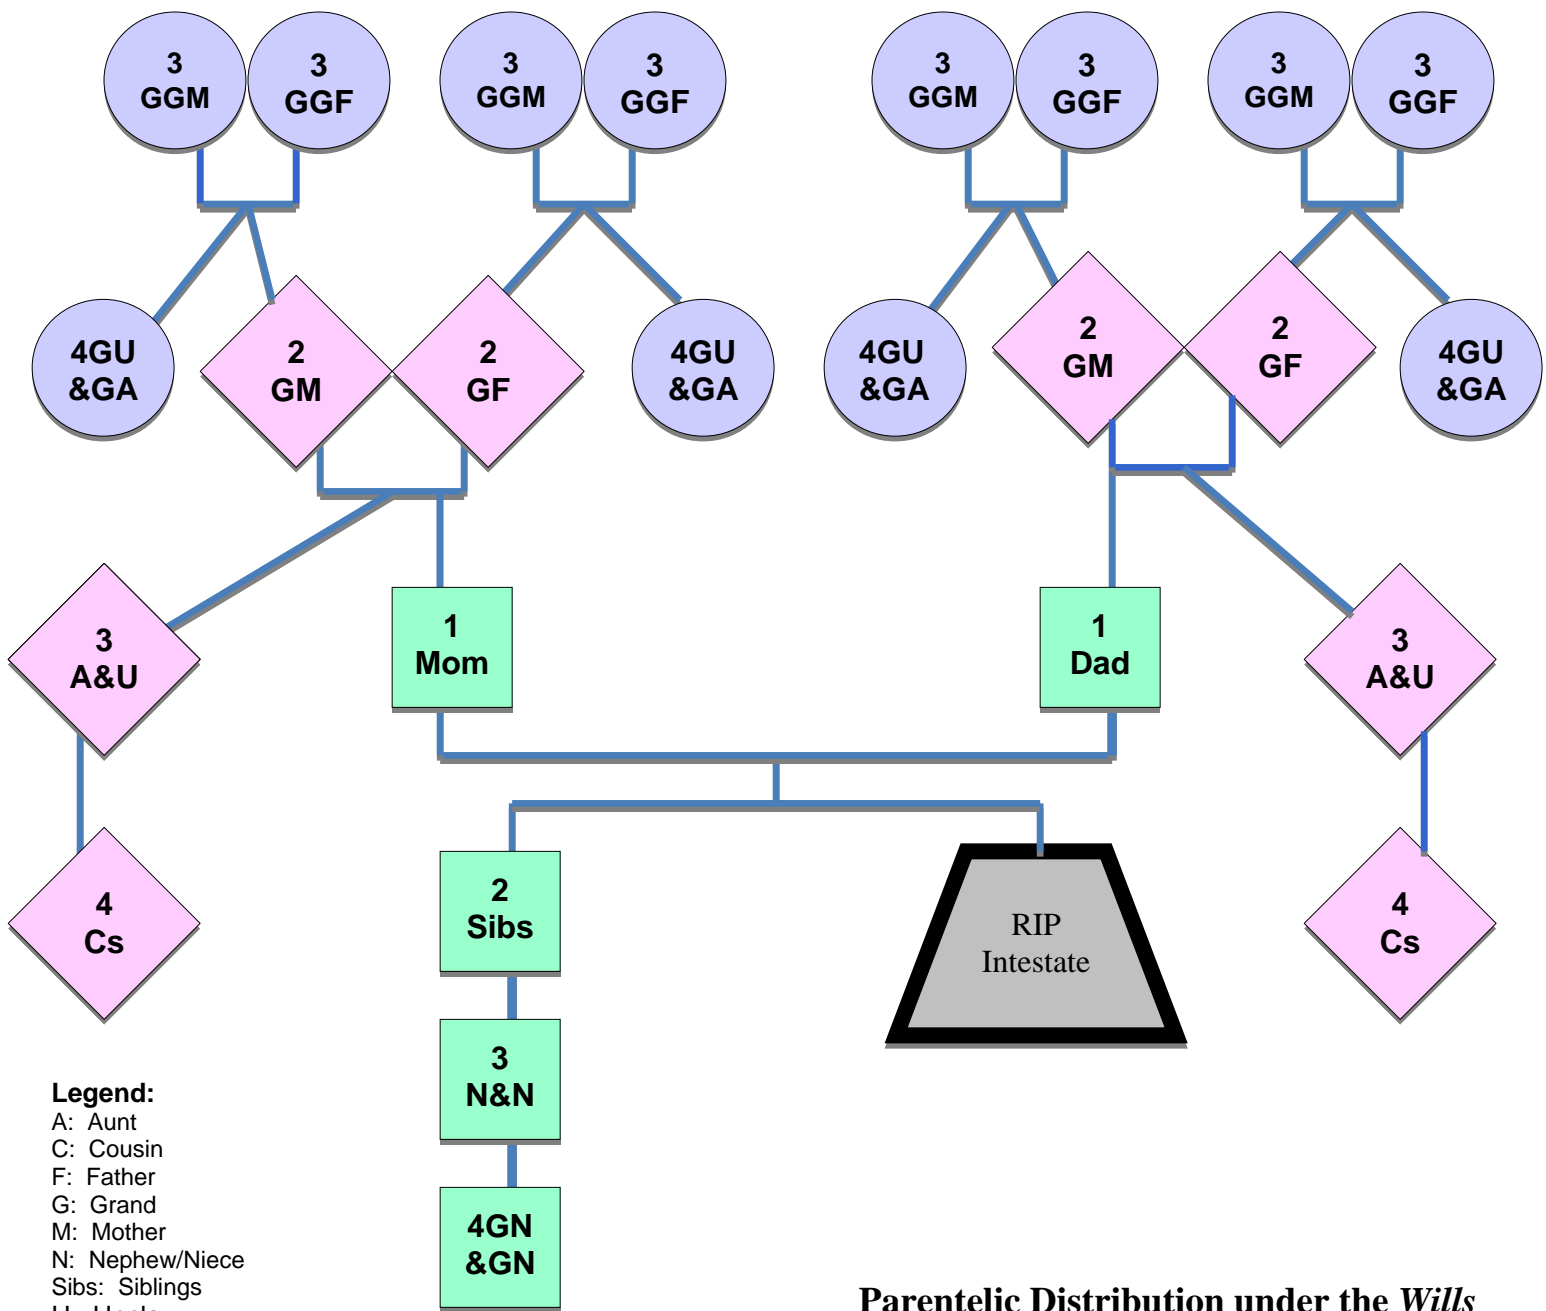 3
GGM
3
GGF
3
GGM
3
GGF
3
GGM
3
GGF
3
GGM
3
GGF
4GU
&GA
2
GM
2
GF
4GU
&GA
4GU
&GA
2
GM
2
GF
4GU
&GA
3
A&U
1
Mom
1
Dad
3
A&U
4
Cs
2
Sibs
RIP
Intestate
4
Cs
3
N&N
4GN
&GN
Legend:
A: Aunt
C: Cousin
F: Father
G: Grand
M: Mother
N: Nephew/Niece
Sibs: Siblings
Parentelic Distribution under the Wills